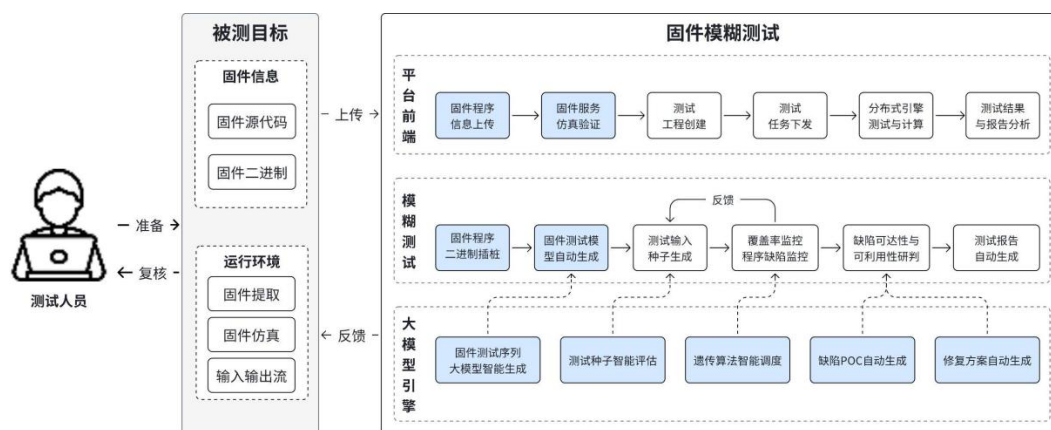 被测目标
固件信息
固件源代码
固件二进制
运行环境
固件提取
固件仿真
输入输出流
准备
复核
测试人员
上传
反馈
固件模糊测试
平台前端
固件程序
信息上传
固件服务
仿真验证
测试
工程创建
测试
任务下发
分布式引擎
测试与计算
测试结果
与报告分析
模糊测试
反馈
固件程序
二进制插桩
固件测试模
型自动生成
测试输入
种子生成
覆盖率监控
程序缺陷监控
缺陷可达性与
可利用性研判
测试报告
自动生成
大模型引擎
固件测试序列
大模型智能生成
测试种子智能评估
遗传算法智能调度
缺陷POC自动生成
修复方案自动生成